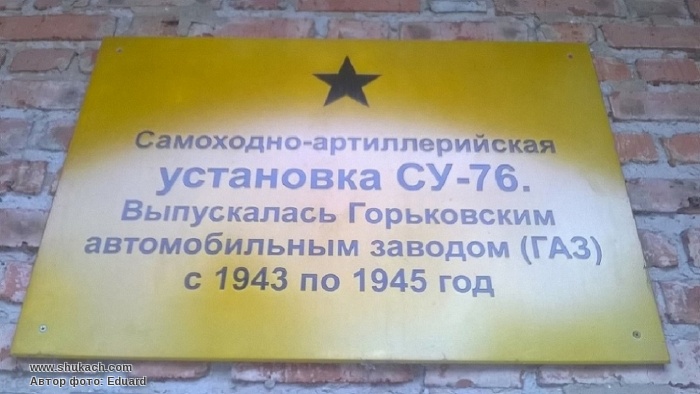 Самоходно-артиллерийская
установка СУ-76.
Выпускалась Горьковским
автомобильным заводом (ГАЗ)
с 1943 по 1945 год
www.shukach.com
Автор фото: Eduard